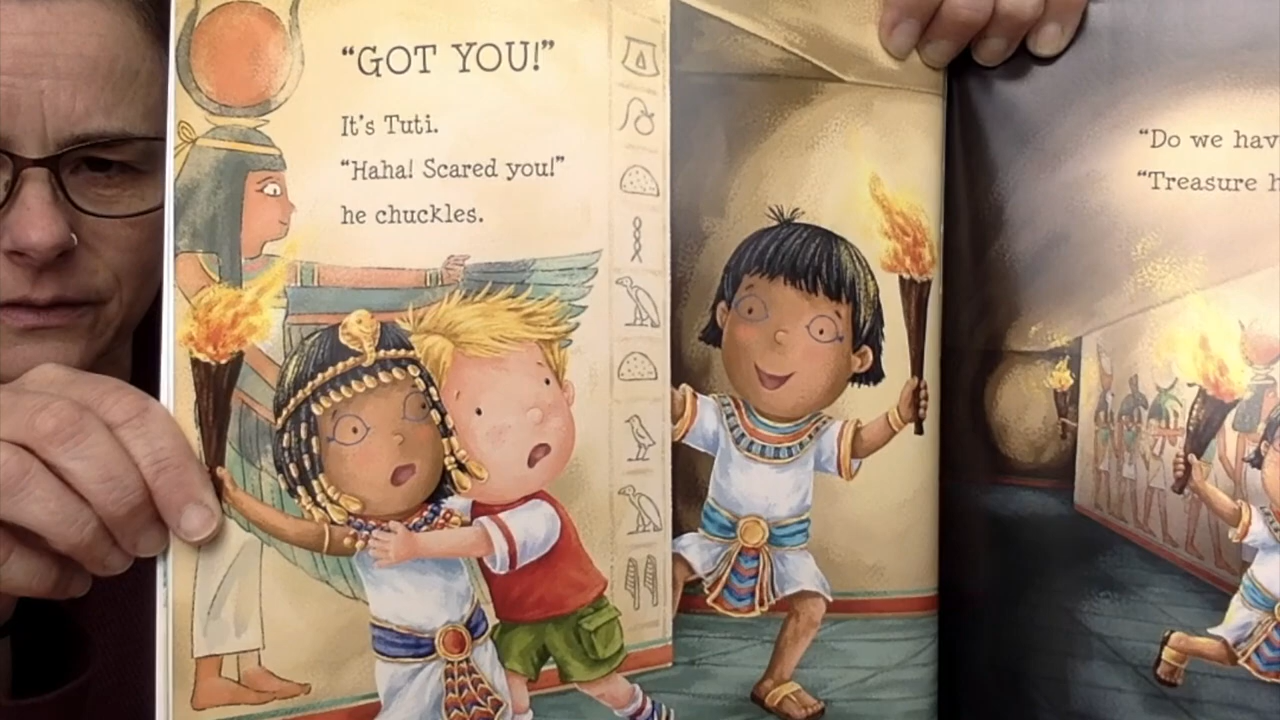 “GOT YOU!”
It’s Tuti.
“Haha! Scared you!”
he chuckles.
“Do we hav
“Treasure h